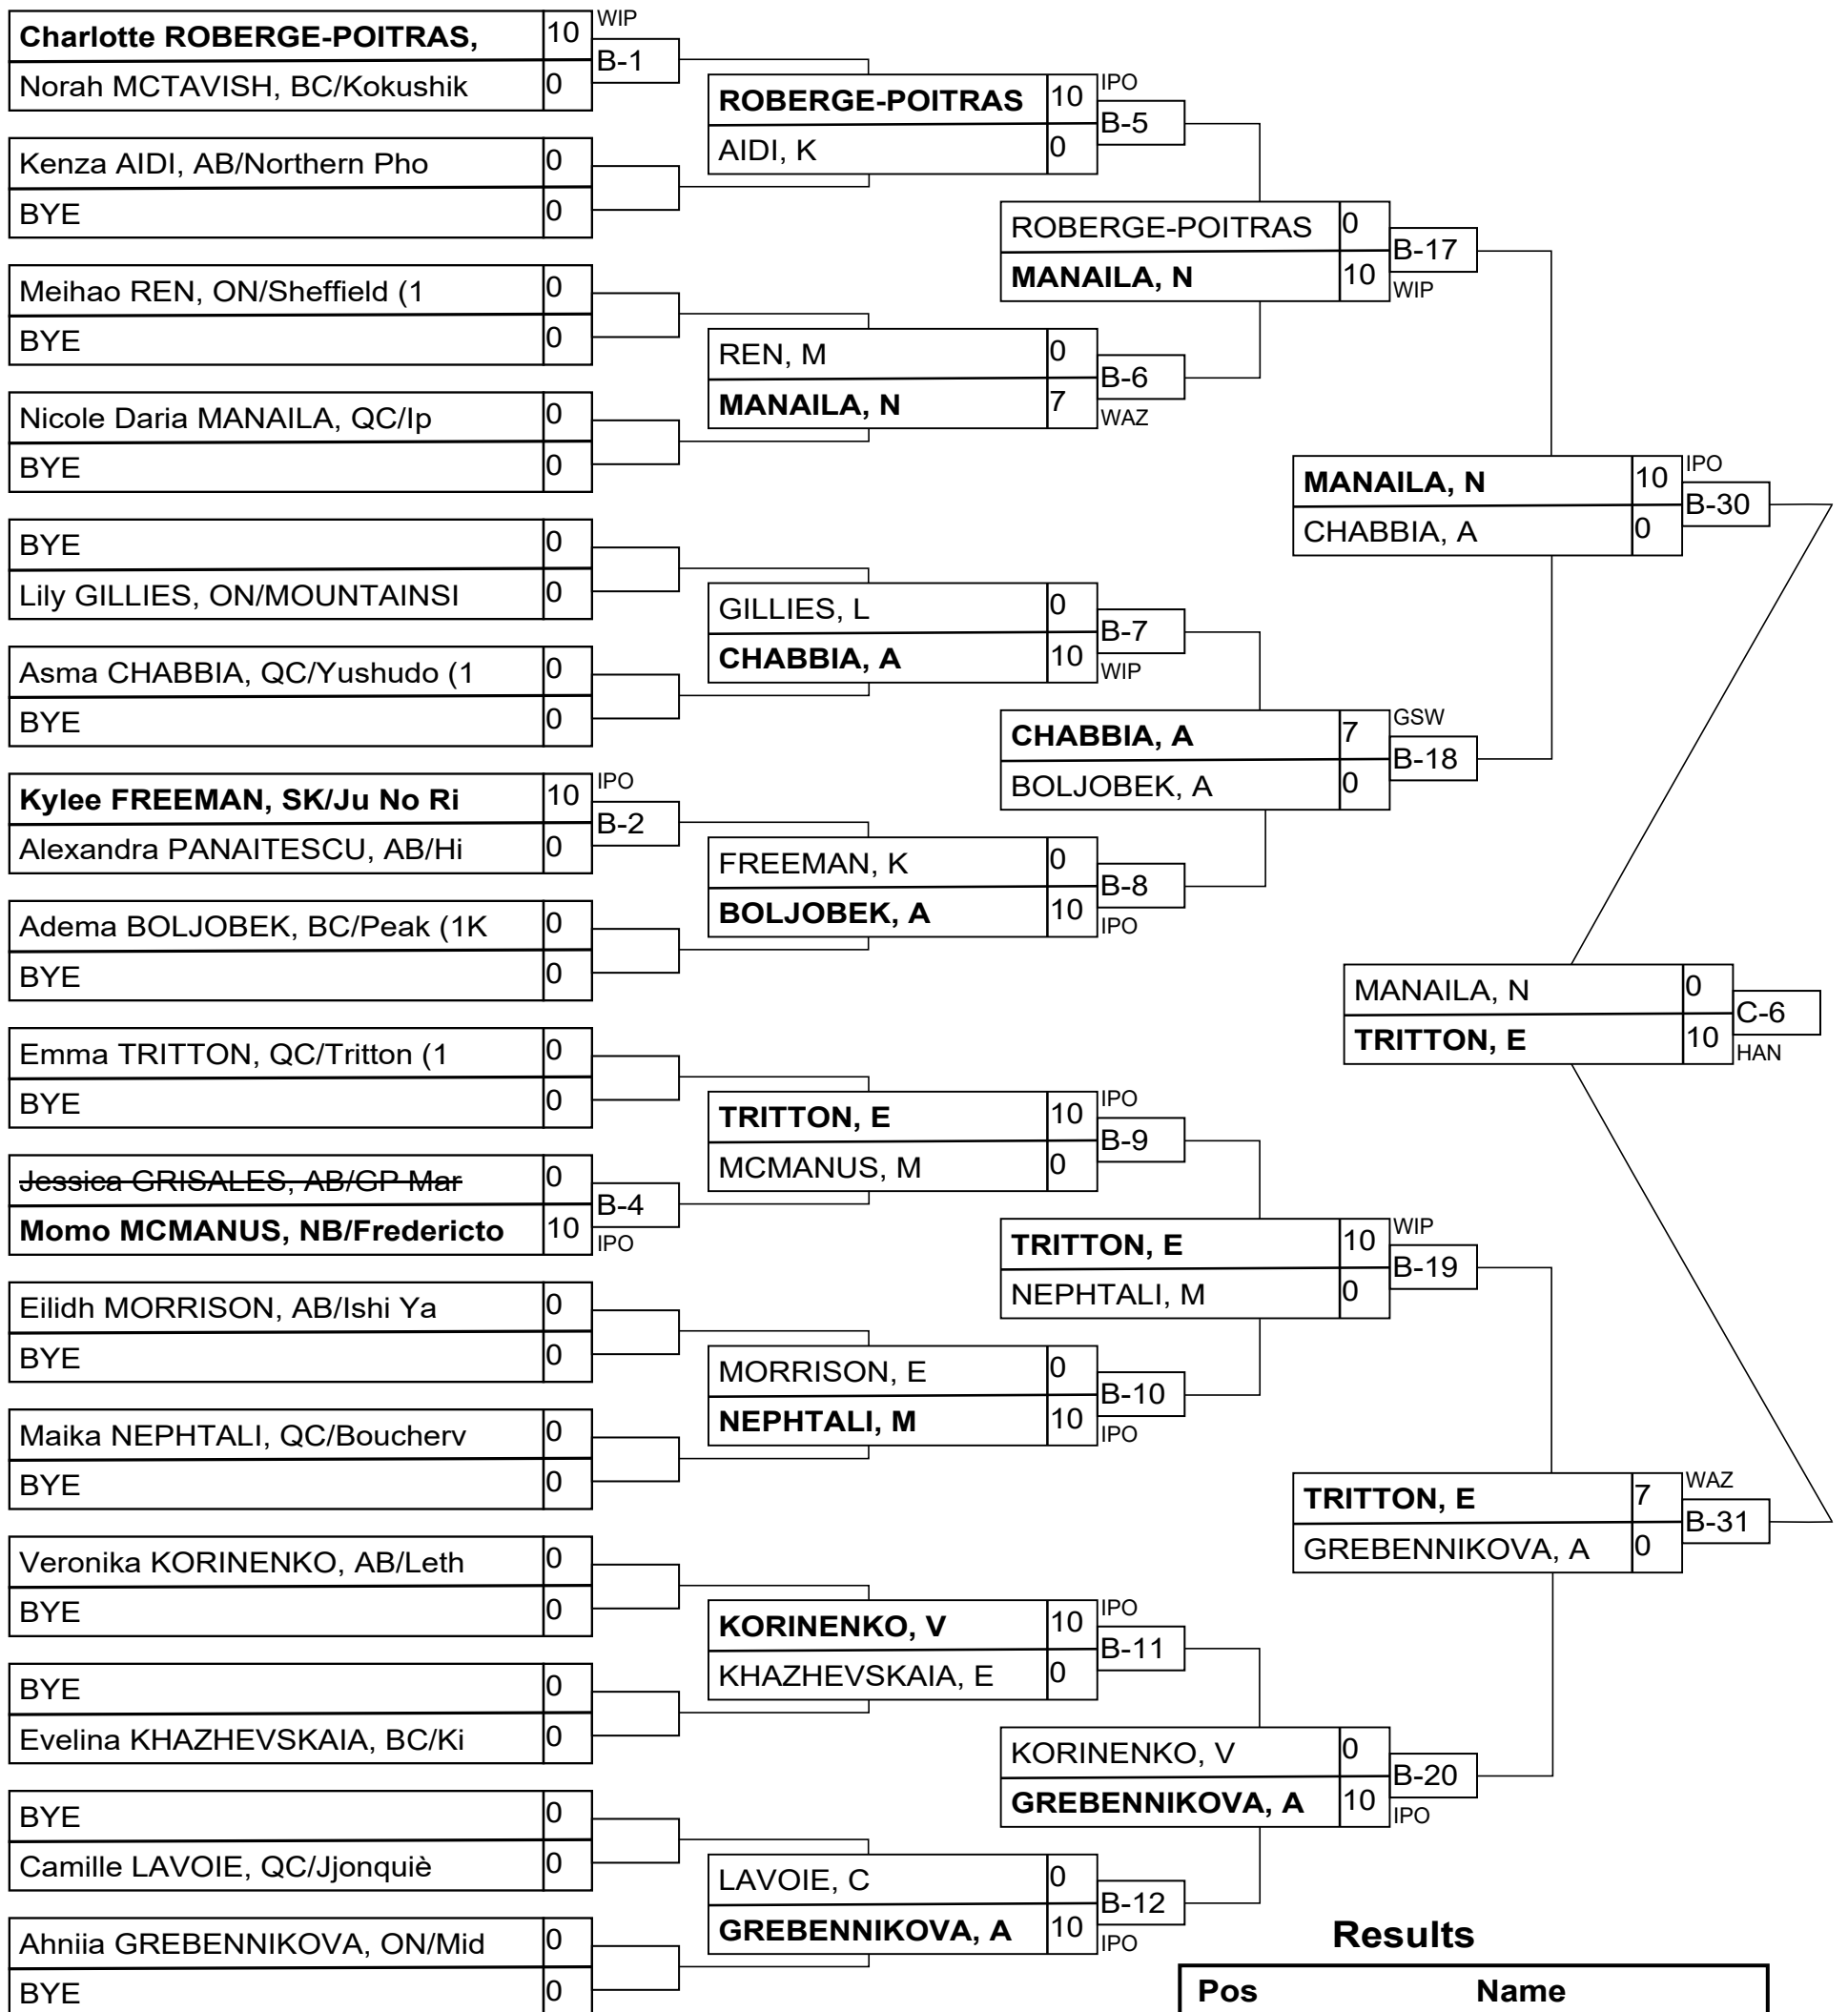 Charlotte ROBERGE-POITRAS, 10 WIP
B-1
Norah MCTAVISH, BC/Kokushik 0
Kenza AIDI, AB/Northern Pho 0
BYE 0
Meihao REN, ON/Sheffield (1 0
BYE 0
Nicole Daria MANAILA, QC/Ip 0
BYE 0
BYE 0
Lily GILLIES, ON/MOUNTAINSI 0
Asma CHABBIA, QC/Yushudo (1 0
BYE 0
Kylee FREEMAN, SK/Ju No Ri 10 IPO
B-2
Alexandra PANAITESCU, AB/Hi 0
Adema BOLJOBEK, BC/Peak (1K 0
BYE 0
Emma TRITTON, QC/Tritton (1 0
BYE 0
Jessica GRISALES, AB/GP Mar 0
B-4
Momo MCMANUS, NB/Fredericto 10 IPO
Eilidh MORRISON, AB/Ishi Ya 0
BYE 0
Maika NEPHTALI, QC/Boucherv 0
BYE 0
Veronika KORINENKO, AB/Leth 0
BYE 0
BYE 0
Evelina KHAZHEVSKAIA, BC/Ki 0
BYE 0
Camille LAVOIE, QC/Jjonquiè 0
Ahniia GREBENNIKOVA, ON/Mid 0
BYE 0
ROBERGE-POITRAS 10 IPO
B-5
AIDI, K 0
REN, M 0
B-6
MANAILA, N 7 WAZ
GILLIES, L 0
B-7
CHABBIA, A 10 WIP
FREEMAN, K 0
B-8
BOLJOBEK, A 10 IPO
TRITTON, E 10 IPO
B-9
MCMANUS, M 0
MORRISON, E 0
B-10
NEPHTALI, M 10 IPO
KORINENKO, V 10 IPO
B-11
KHAZHEVSKAIA, E 0
LAVOIE, C 0
B-12
GREBENNIKOVA, A 10 IPO
ROBERGE-POITRAS 0
B-17
MANAILA, N 10 WIP
CHABBIA, A 7 GSW
B-18
BOLJOBEK, A 0
TRITTON, E 10 WIP
B-19
NEPHTALI, M 0
KORINENKO, V 0
B-20
GREBENNIKOVA, A 10 IPO
MANAILA, N 10 IPO
B-30
CHABBIA, A 0
TRITTON, E 7 WAZ
B-31
GREBENNIKOVA, A 0
MANAILA, N 0
C-6
TRITTON, E 10 HAN
Results
Pos Name